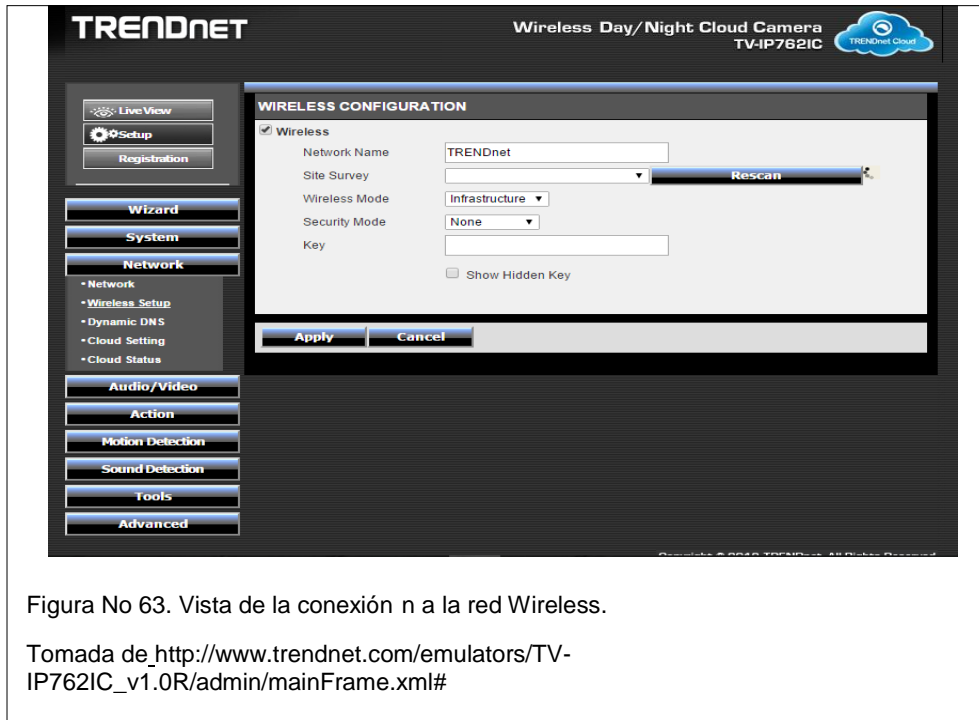 TRENDnet
Wireless Day/Night Cloud Camera
TV-IP762IC
TRENDnet Cloud
Live View
Setup
Registration
Wizard
System
Network
• Network
• Wireless Setup
• Dynamic DNS
• Cloud Setting
• Cloud Status
Audio/Video
Action
Motion Detection
Sound Detection
Tools
Advanced
WIRELESS CONFIGURATION
Wireless
Network Name TRENDnet
Site Survey Rescan
Wireless Mode Infrastructure
Security Mode None
Key
Show Hidden Key
Apply Cancel
Figura No 63. Vista de la conexión n a la red Wireless.
Tomada de http://www.trendnet.com/emulators/TV-
IP762IC_v1.0R/admin/mainFrame.xml#